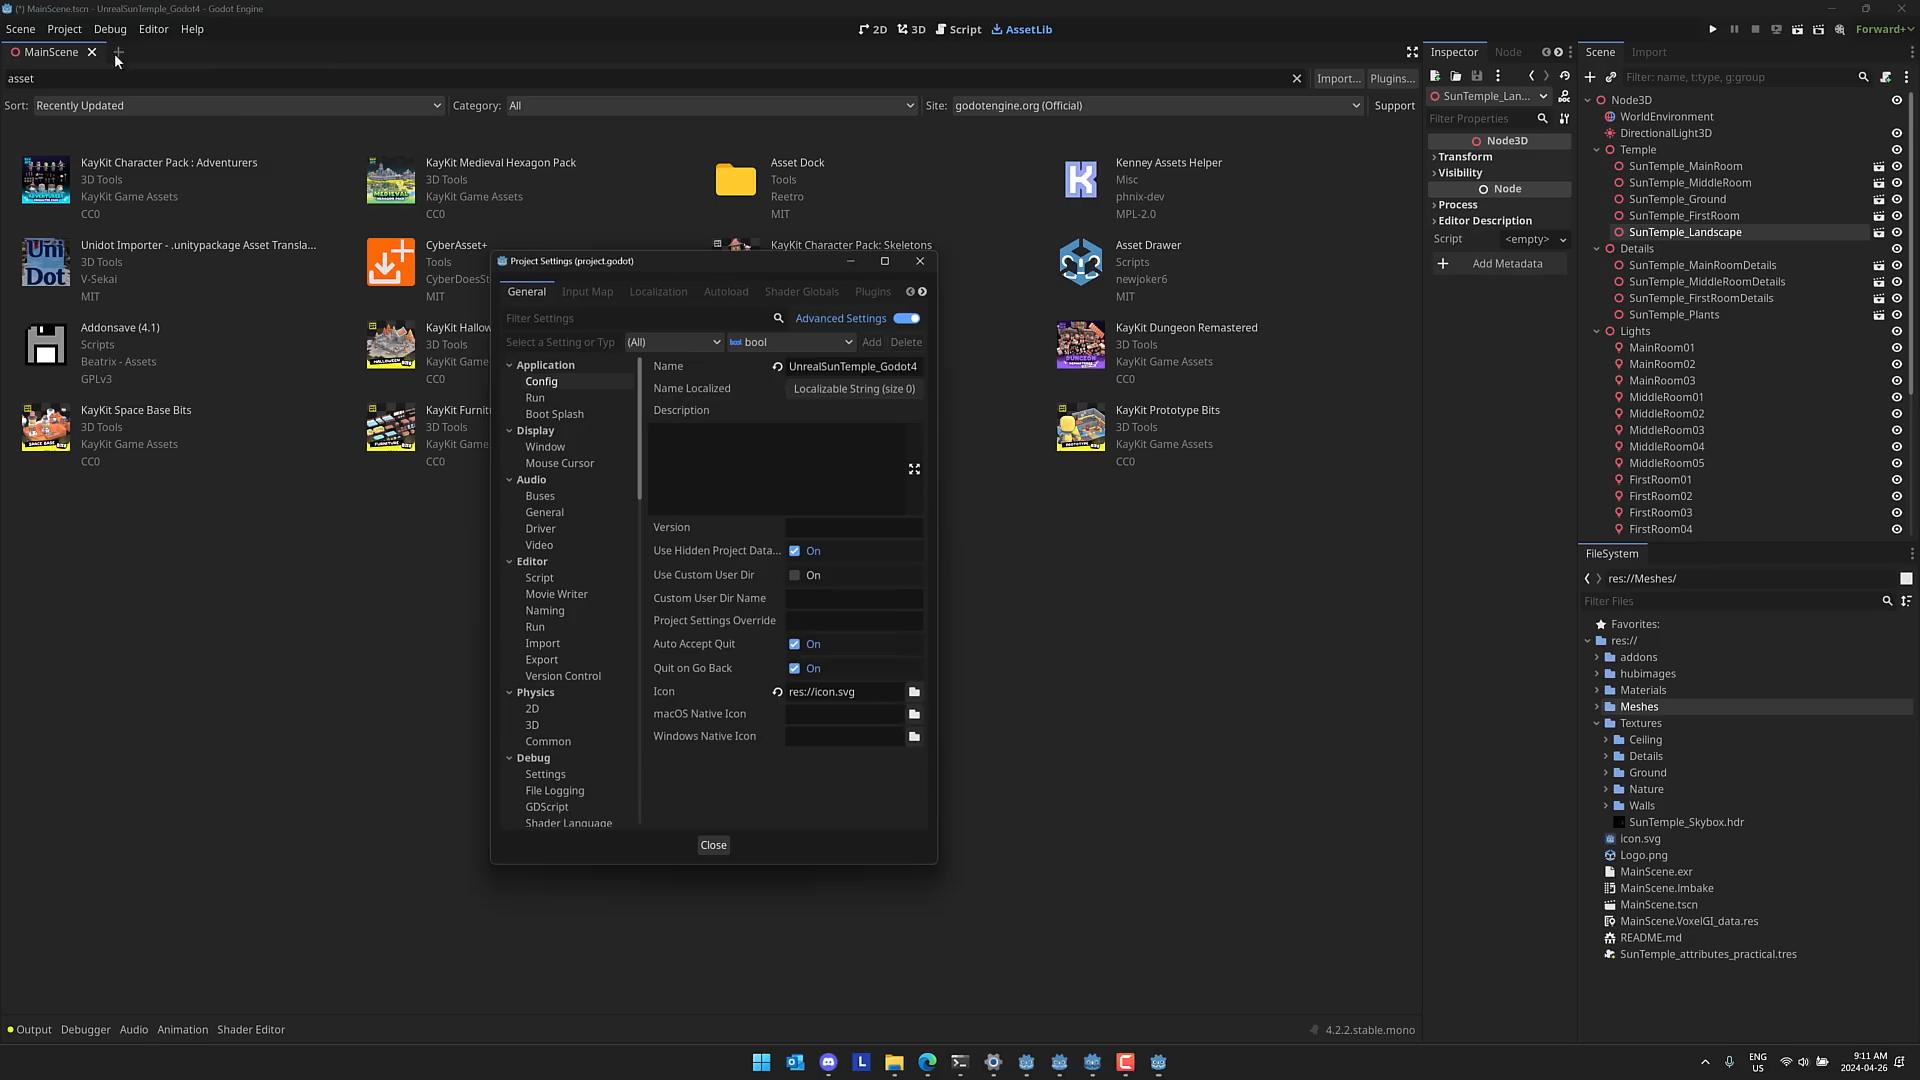 (*) MainScene.tscn - UnrealSunTemple_Godot4 - Godot Engine
Scene Project Debug Editor Help
2D 3D Script AssetLib
Forward+
MainScene
asset
Import... Plugins...
Sort: Recently Updated
Category: All
Site: godotengine.org (Official)
Support
KayKit Character Pack : Adventurers
3D Tools
KayKit Game Assets
CC0
KayKit Medieval Hexagon Pack
3D Tools
KayKit Game Assets
CC0
Asset Dock
Tools
Reetro
MIT
Kenney Assets Helper
Misc
phnix-dev
MPL-2.0
Unidot Importer - .unitypackage Asset Transla...
3D Tools
V-Sekai
MIT
CyberAsset+
Tools
CyberDoesSt
MIT
KayKit Character Pack: Skeletons
Asset Drawer
Scripts
newjoker6
MIT
Addonsave (4.1)
Scripts
Beatrix - Assets
GPLv3
KayKit Hallow
3D Tools
KayKit Game
CC0
KayKit Dungeon Remastered
3D Tools
KayKit Game Assets
CC0
KayKit Space Base Bits
3D Tools
KayKit Game Assets
CC0
KayKit Furnitu
3D Tools
KayKit Game
CC0
KayKit Prototype Bits
3D Tools
KayKit Game Assets
CC0
Project Settings (project.godot)
General Input Map Localization Autoload Shader Globals Plugins
Filter Settings
Advanced Settings
Select a Setting or Typ (All) bool Add Delete
Application
Config
Run
Boot Splash
Display
Window
Mouse Cursor
Audio
Buses
General
Driver
Video
Editor
Script
Movie Writer
Naming
Run
Import
Export
Version Control
Physics
2D
3D
Common
Debug
Settings
File Logging
GDScript
Shader Language
Name UnrealSunTemple_Godot4
Name Localized Localizable String (size 0)
Description
Version
Use Hidden Project Data... On
Use Custom User Dir On
Custom User Dir Name
Project Settings Override
Auto Accept Quit On
Quit on Go Back On
Icon res://icon.svg
macOS Native Icon
Windows Native Icon
Close
Inspector Node
SunTemple_Lan...
Filter Properties
Node3D
Transform
Visibility
Node
Process
Editor Description
Script <empty>
Add Metadata
Scene Import
Filter: name, t:type, g:group
Node3D
WorldEnvironment
DirectionalLight3D
Temple
SunTemple_MainRoom
SunTemple_MiddleRoom
SunTemple_Ground
SunTemple_FirstRoom
SunTemple_Landscape
Details
SunTemple_MainRoomDetails
SunTemple_MiddleRoomDetails
SunTemple_FirstRoomDetails
SunTemple_Plants
Lights
MainRoom01
MainRoom02
MainRoom03
MiddleRoom01
MiddleRoom02
MiddleRoom03
MiddleRoom04
MiddleRoom05
FirstRoom01
FirstRoom02
FirstRoom03
FirstRoom04
FileSystem
res://Meshes/
Filter Files
Favorites:
res://
addons
hubimages
Materials
Meshes
Textures
Ceiling
Details
Ground
Nature
Walls
SunTemple_Skybox.hdr
icon.svg
Logo.png
MainScene.exr
MainScene.lmbake
MainScene.tscn
MainScene.VoxelGI_data.res
README.md
SunTemple_attributes_practical.tres
Output Debugger Audio Animation Shader Editor
4.2.2.stable.mono
ENG
US
9:11 AM
2024-04-26